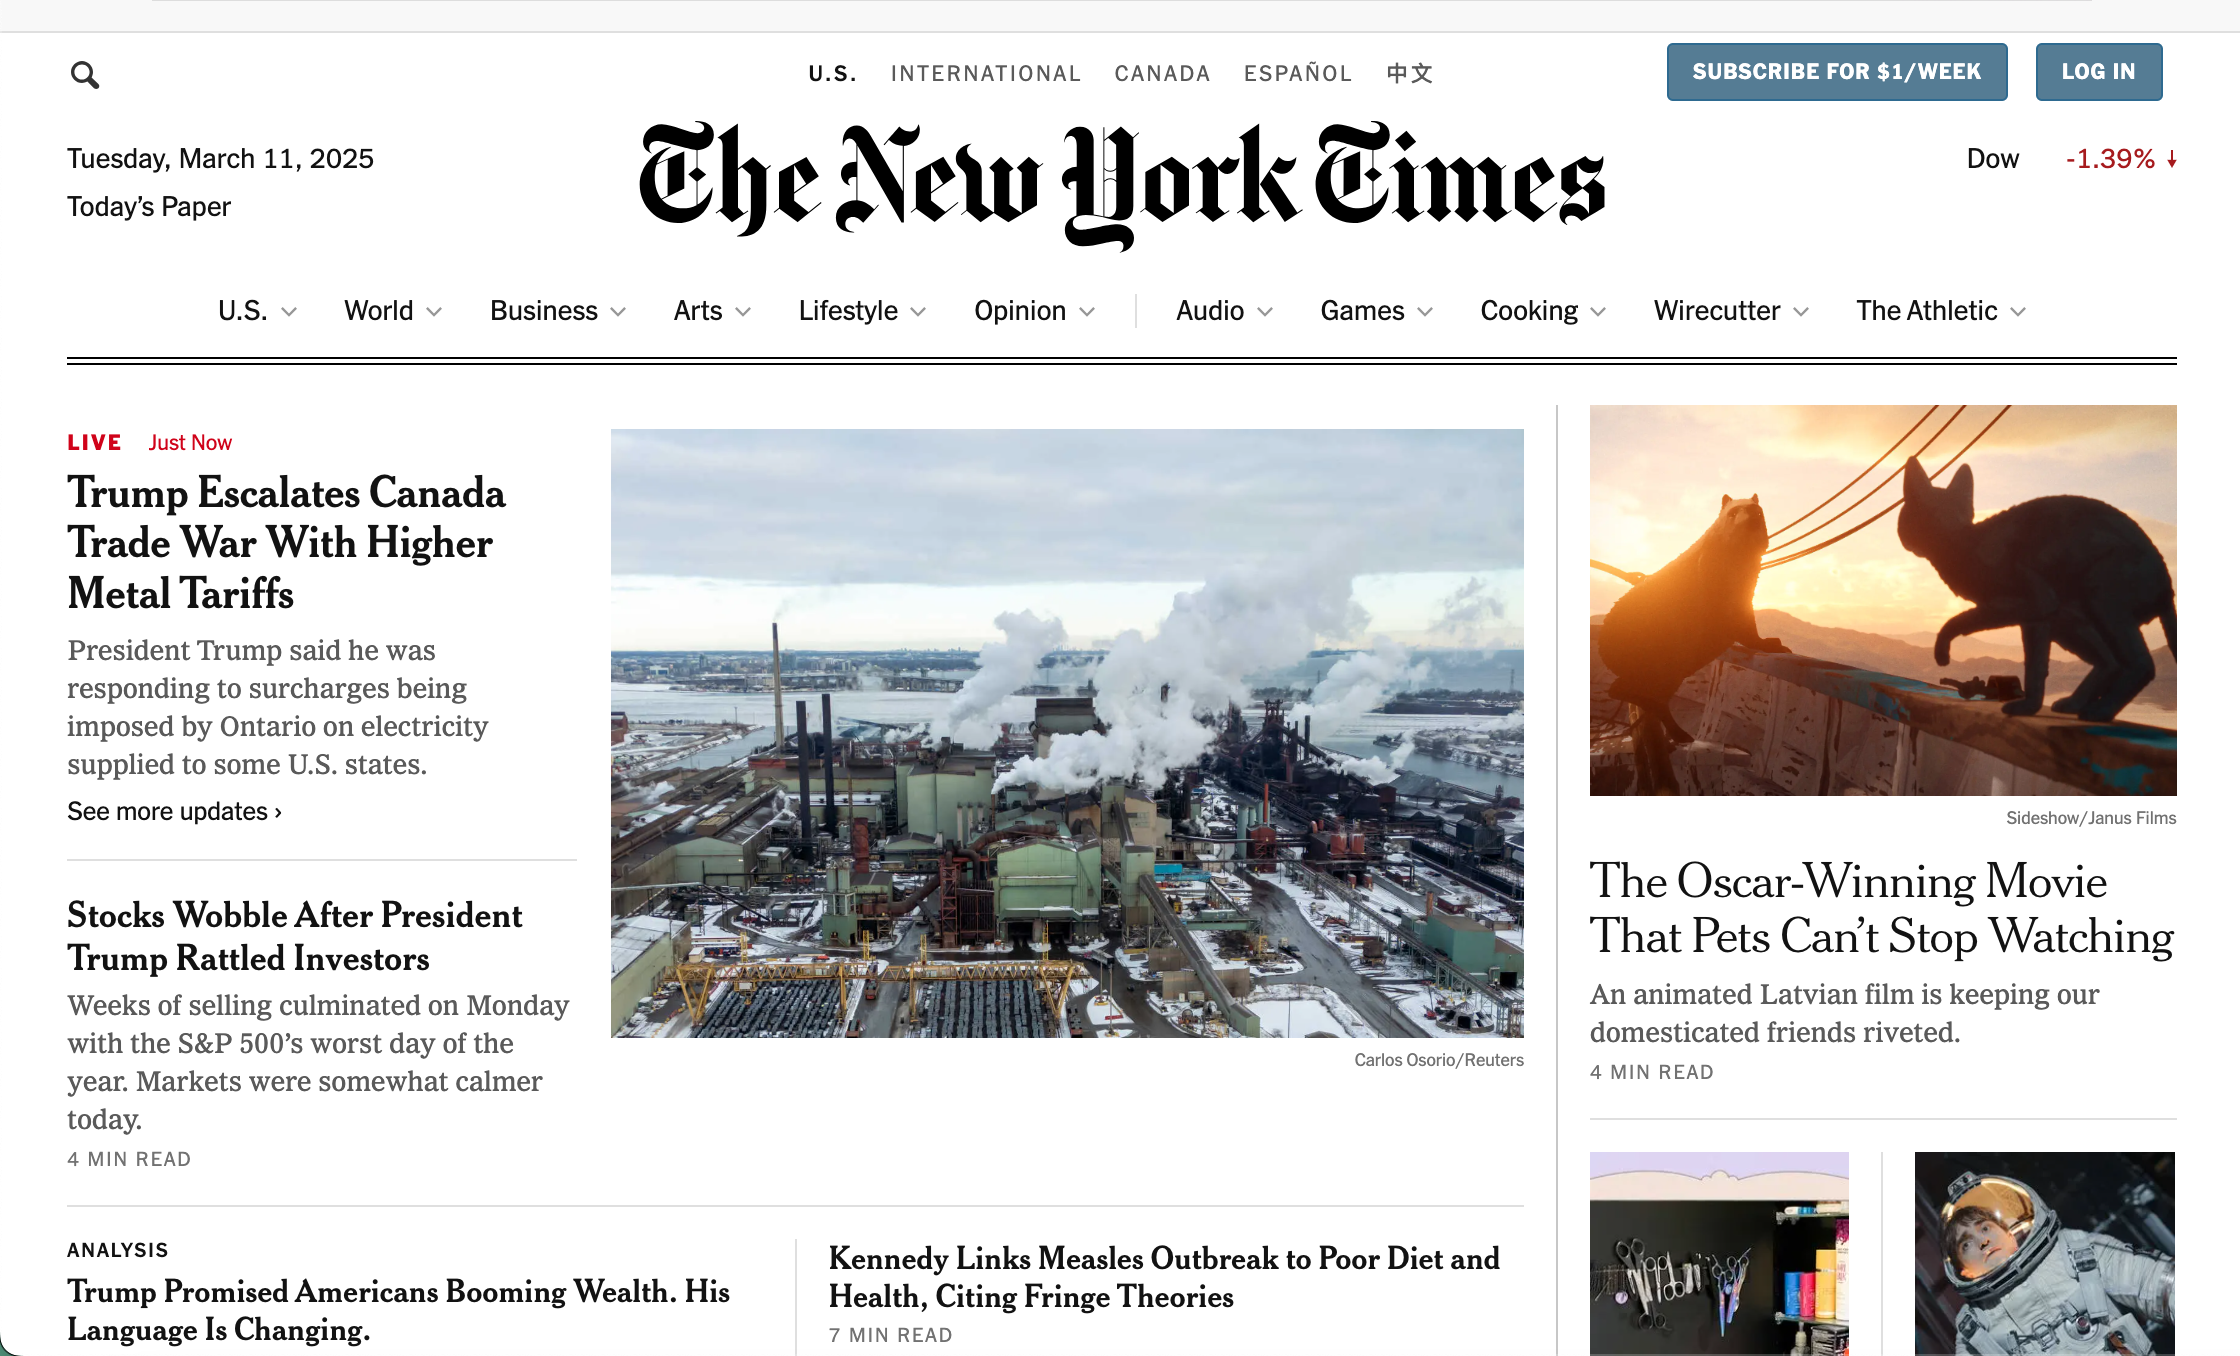 U.S. INTERNATIONAL CANADA ESPAÑOL 中文
SUBSCRIBE FOR $1/WEEK
LOG IN
Tuesday, March 11, 2025
Today’s Paper
The New York Times
Dow -1.39% ↓
U.S. World Business Arts Lifestyle Opinion Audio Games Cooking Wirecutter The Athletic
LIVE Just Now
Trump Escalates Canada
Trade War With Higher
Metal Tariffs
President Trump said he was
responding to surcharges being
imposed by Ontario on electricity
supplied to some U.S. states.
See more updates ›
Stocks Wobble After President
Trump Rattled Investors
Weeks of selling culminated on Monday
with the S&P 500’s worst day of the
year. Markets were somewhat calmer
today.
4 MIN READ
Carlos Osorio/Reuters
ANALYSIS
Trump Promised Americans Booming Wealth. His
Language Is Changing.
Kennedy Links Measles Outbreak to Poor Diet and
Health, Citing Fringe Theories
7 MIN READ
Sideshow/Janus Films
The Oscar-Winning Movie
That Pets Can’t Stop Watching
An animated Latvian film is keeping our
domesticated friends riveted.
4 MIN READ